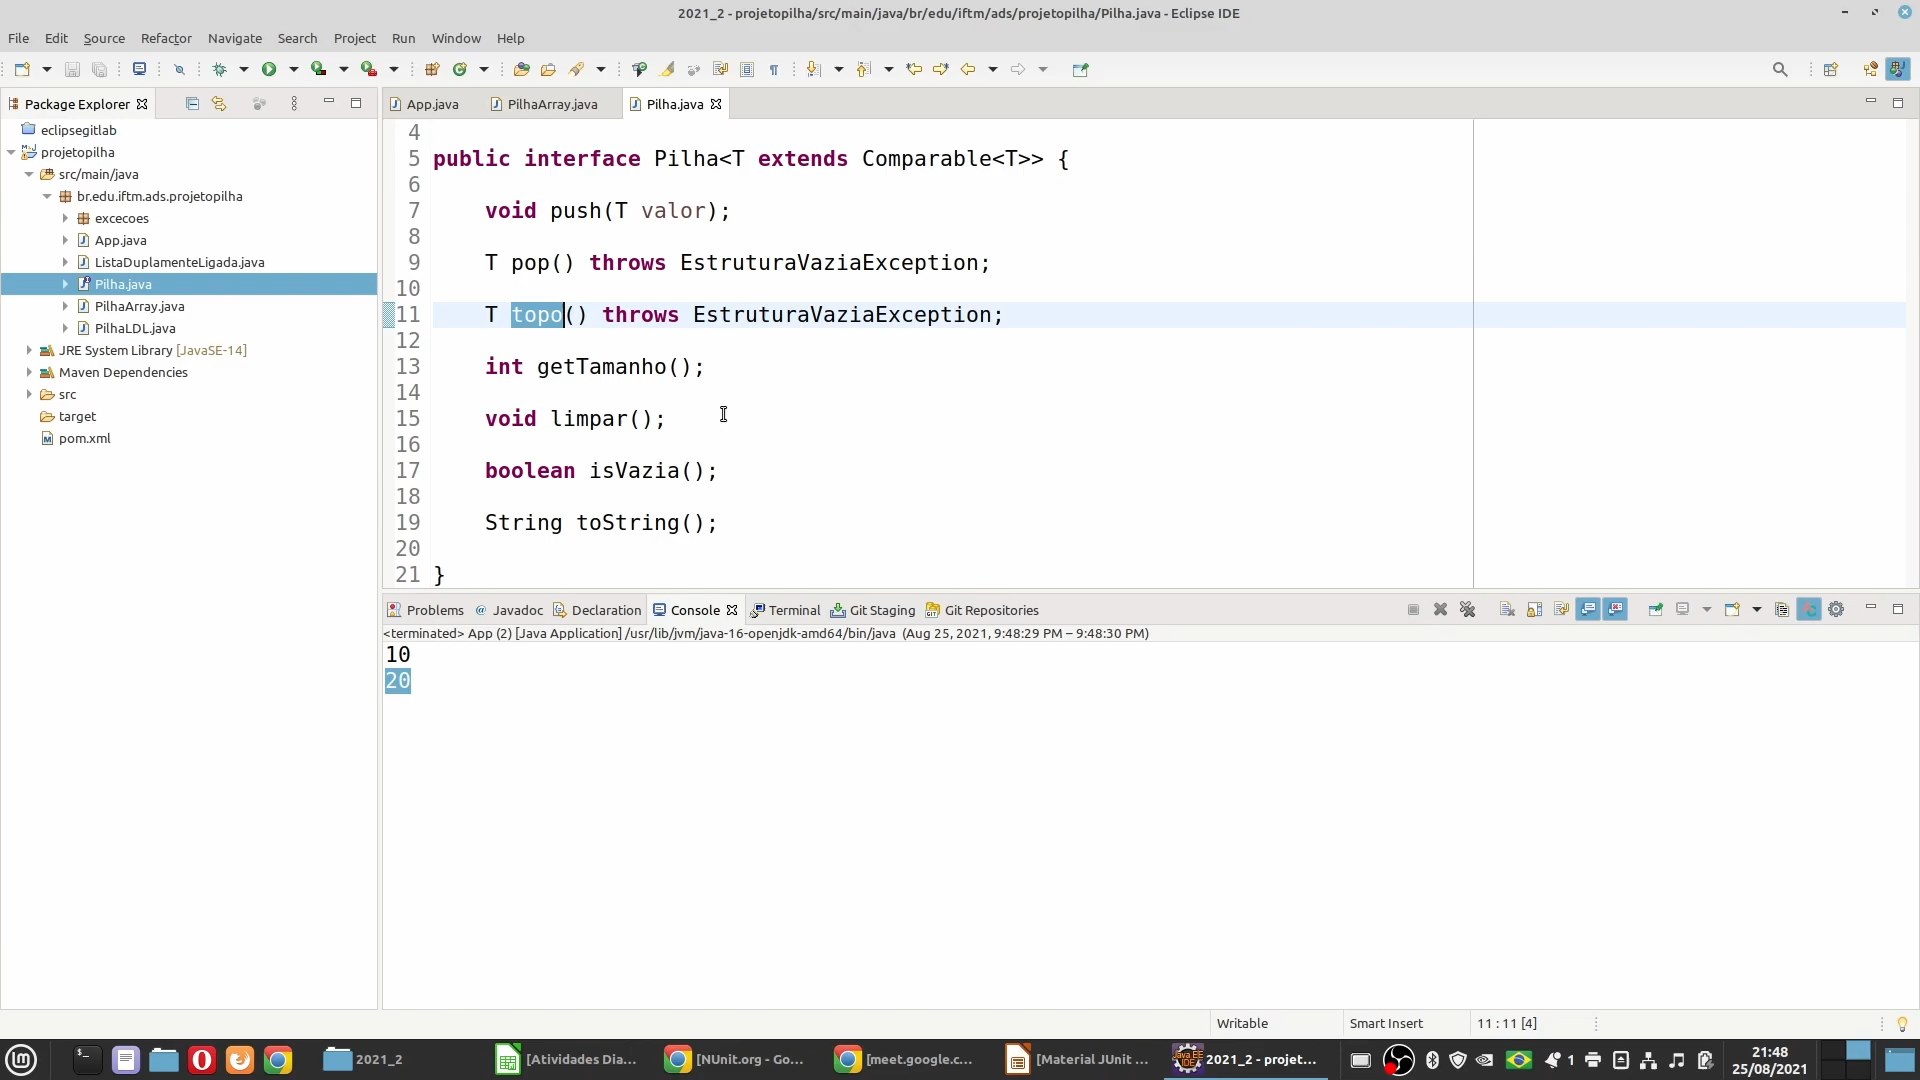 2021_2 - projetopilha/src/main/java/br/edu/iftm/ads/projetopilha/Pilha.java - Eclipse IDE
File Edit Source Refactor Navigate Search Project Run Window Help
Package Explorer
App.java PilhaArray.java Pilha.java
eclipsegitlab
projetopilha
src/main/java
br.edu.iftm.ads.projetopilha
excecoes
App.java
ListaDuplamenteLigada.java
Pilha.java
PilhaArray.java
PilhaLDL.java
JRE System Library [JavaSE-14]
Maven Dependencies
src
target
pom.xml
4
5 public interface Pilha<T extends Comparable<T>> {
6
7 void push(T valor);
8
9 T pop() throws EstruturaVaziaException;
10
11 T topo() throws EstruturaVaziaException;
12
13 int getTamanho();
14
15 void limpar();
16
17 boolean isVazia();
18
19 String toString();
20
21 }
Problems Javadoc Declaration Console Terminal Git Staging Git Repositories
<terminated> App (2) [Java Application] /usr/lib/jvm/java-16-openjdk-amd64/bin/java (Aug 25, 2021, 9:48:29 PM – 9:48:30 PM)
10
20
Writable Smart Insert 11 : 11 [4]
2021_2 [Atividades Dia... [NUnit.org - Go... [meet.google.c... [Material JUnit ... 2021_2 - projet... 1 21:48
25/08/2021